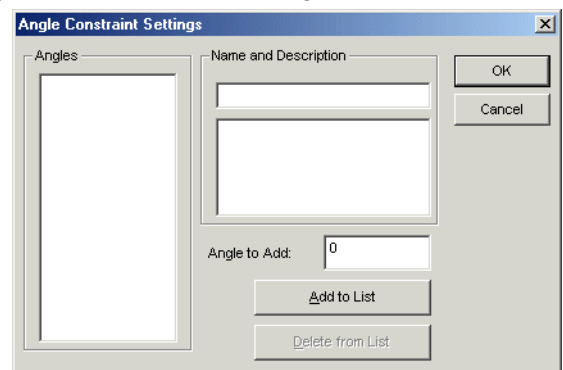 Angle Constraint Settings
Angles
Name and Description
OK
Cancel
Angle to Add:
0
Add to List
Delete from List